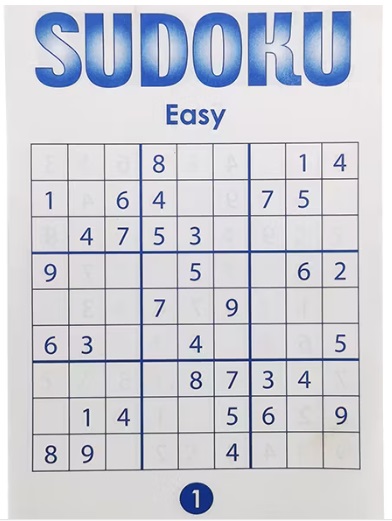 SUDOKU
Easy
8 1 4
1 6 4 7 5
4 7 5 3
9 5 6 2
7 9
6 3 4 5
8 7 3 4
1 4 5 6 9
8 9 4
1